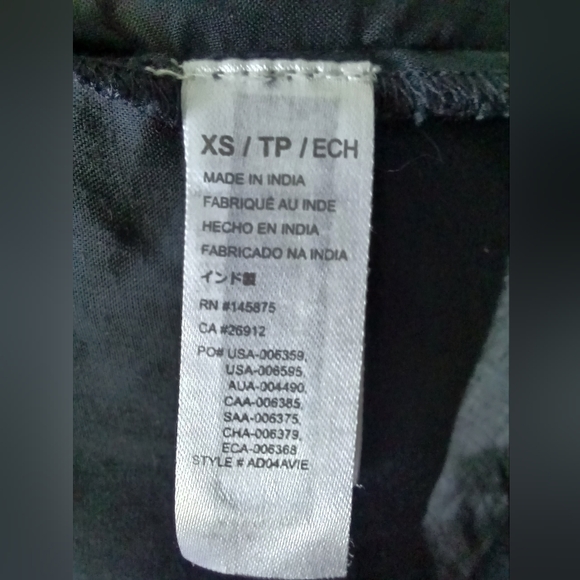 XS / TP / ECH
MADE IN INDIA
FABRIQUÉ AU INDE
HECHO EN INDIA
FABRICADO NA INDIA
インド製
RN #145875
CA #26912
PO# USA-006359,
USA-006595,
AUA-004490,
CAA-006385,
SAA-006375,
CHA-006379,
ECA-006368
STYLE # AD04AVIE